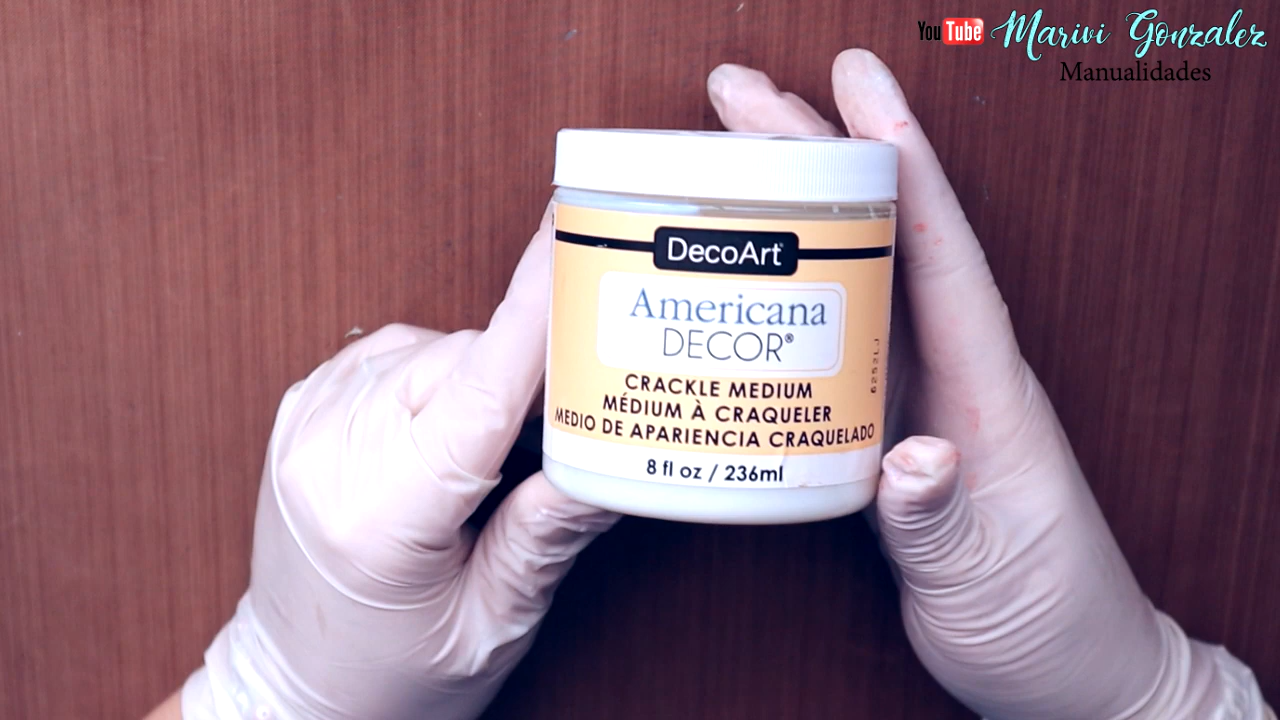 YouTube Marivi Gonzalez
Manualidades
DecoArt
Americana
DECOR®
CRACKLE MEDIUM
MÉDIUM À CRAQUELER
MEDIO DE APARIENCIA CRAQUELADO
8 fl oz / 236ml